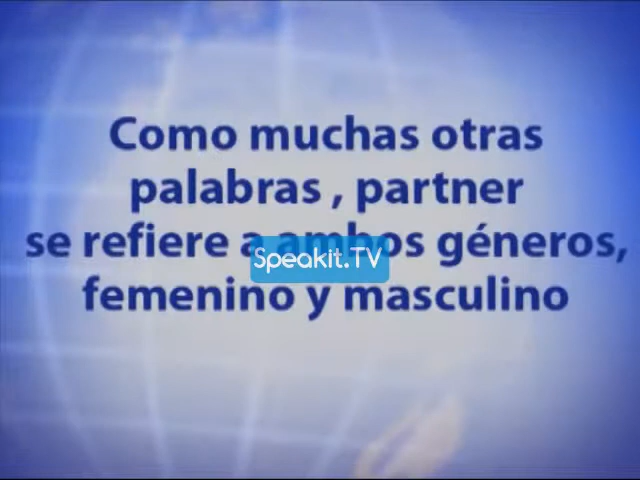 Como muchas otras
palabras , partner
se refiere a ambos géneros,
Speakit.TV
femenino y masculino